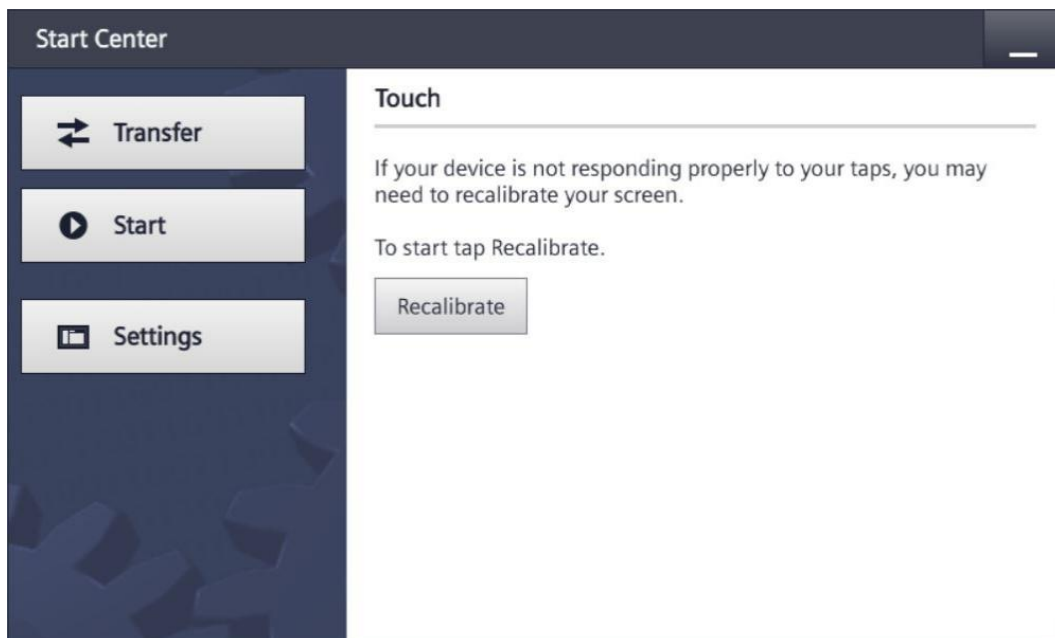 Start Center
Transfer
Start
Settings
Touch
If your device is not responding properly to your taps, you may
need to recalibrate your screen.
To start tap Recalibrate.
Recalibrate